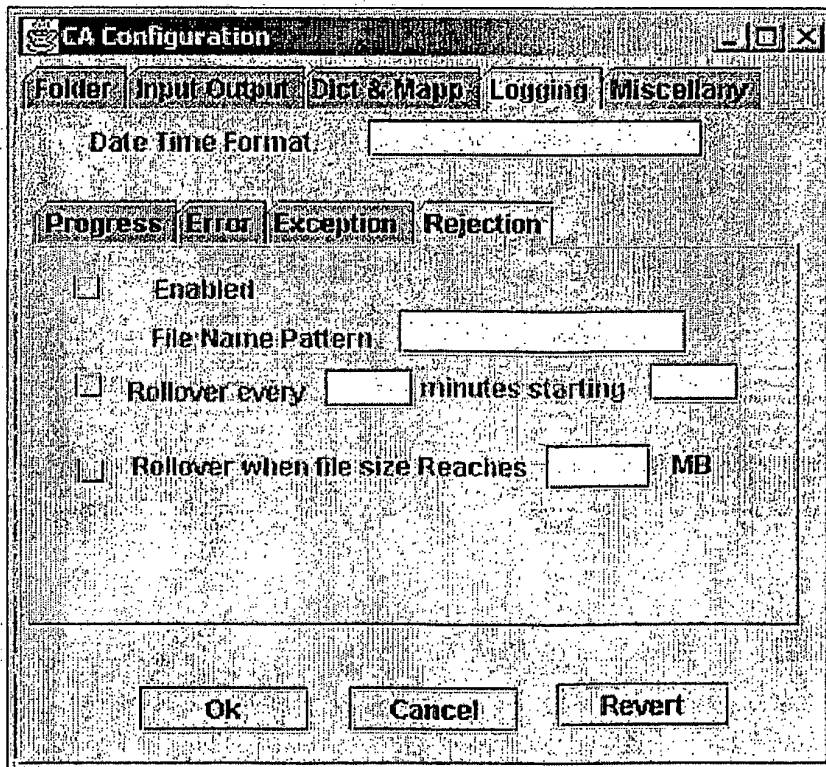 CA Configuration
Folder Input Output Dict & Mapp Logging Miscellany
Date Time Format
Progress Error Exception Rejection
Enabled
File Name Pattern
Rollover every minutes starting
Rollover when file size Reaches MB
Ok Cancel Revert